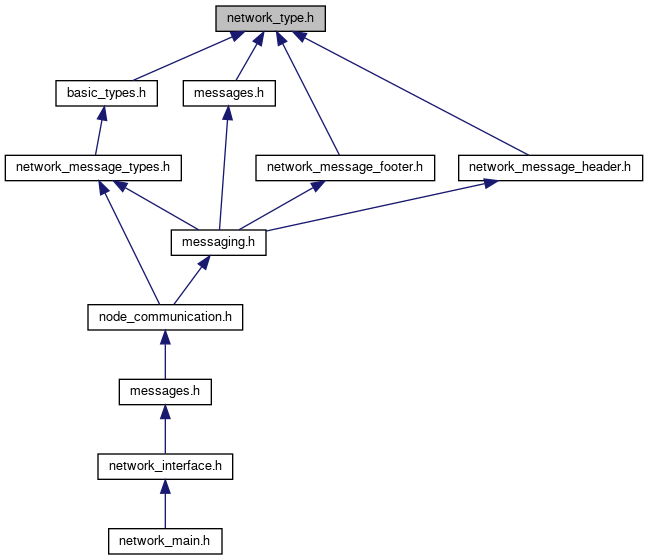 network_type.h
basic_types.h
messages.h
network_message_types.h
network_message_footer.h
network_message_header.h
messaging.h
node_communication.h
messages.h
network_interface.h
network_main.h